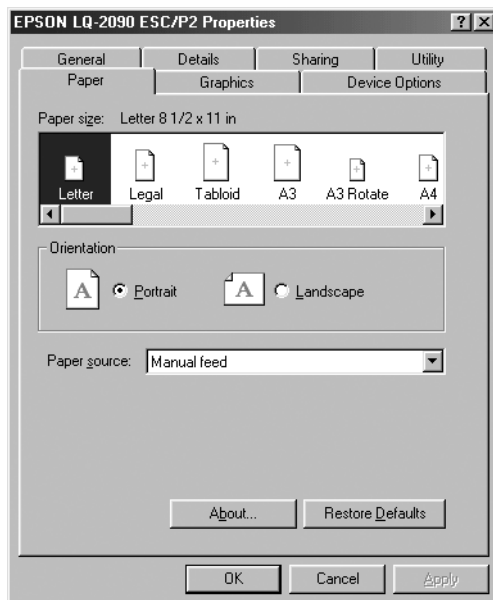 EPSON LQ-2090 ESC/P2 Properties
General Details Sharing Utility
Paper Graphics Device Options
Paper size: Letter 8 1/2 x 11 in
Letter Legal Tabloid A3 A3 Rotate A4
Orientation
A Portrait A Landscape
Paper source: Manual feed
About... Restore Defaults
OK Cancel Apply